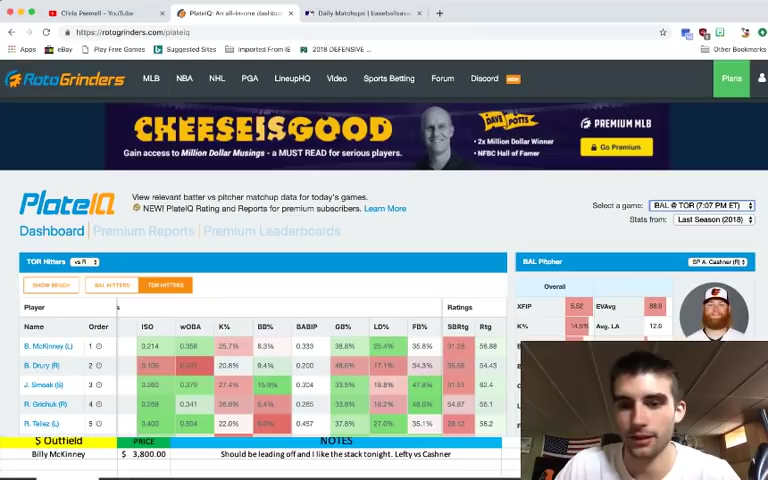 Chris Pennell - YouTube
PlateIQ: An all-in-one dashbo
Daily Matchups | baseballsava
https://rotogrinders.com/plateiq
Apps
eBay
Play Free Games
Suggested Sites
Imported From IE
2018 DEFENSIVE ...
Other Bookmarks
ROTOGRINDERS
MLB
NBA
NHL
PGA
LineupHQ
Video
Sports Betting
Forum
Discord
NEW
Plans
CHEESEISGOOD
Gain access to Million Dollar Musings - a MUST READ for serious players.
DAVE POTTS
• 2x Million Dollar Winner
• NFBC Hall of Famer
PREMIUM MLB
Go Premium
PlateIQ
View relevant batter vs pitcher matchup data for today's games.
NEW! PlateIQ Rating and Reports for premium subscribers. Learn More
Select a game:
BAL @ TOR (7:07 PM ET)
Stats from:
Last Season (2018)
Dashboard | Premium Reports | Premium Leaderboards
TOR Hitters
vs R
BAL Pitcher
SP A. Cashner (R)
SHOW BENCH
BAL HITTERS
TOR HITTERS
Overall
Player
s
Ratings
Name Order ISO wOBA K% BB% BABIP GB% LD% FB% SBRtg Rtg
B. McKinney (L) 1 0.214 0.358 25.7% 8.3% 0.333 38.8% 25.4% 35.8% 31.28 58.88
B. Drury (R) 2 20.8% 9.4% 0.200 48.6% 17.1% 34.3% 54.43
J. Smoak (S) 3 0.260 0.379 27.4% 15.9% 0.304 33.5% 18.8% 47.8% 31.51 62.4
R. Grichuk (R) 4 0.341 26.0% 6.4% 0.265 33.8% 18.2% 54.87 56.1
R. Tellez (L) 5 0.400 0.504 22.0% 0.0% 0.457 37.8% 27.0% 35.1% 58.2
XFIP 5.52 EVAvg 88.6
K% 14.5% Avg. LA 12.6
$ Outfield PRICE NOTES
Billy McKinney $ 3,800.00 Should be leading off and I like the stack tonight. Lefty vs Cashner